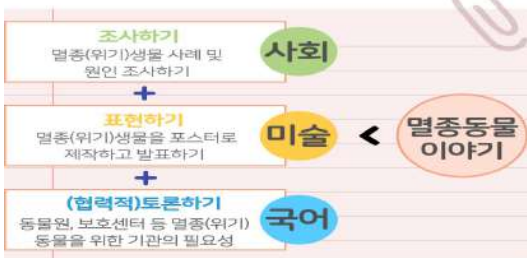 조사하기
멸종(위기)생물 사례 및
원인 조사하기
사회
+
표현하기
멸종(위기)생물을 포스터로
제작하고 발표하기
미술
<
멸종동물
이야기
+
(협력적)토론하기
동물원, 보호센터 등 멸종(위기)
동물을 위한 기관의 필요성
국어